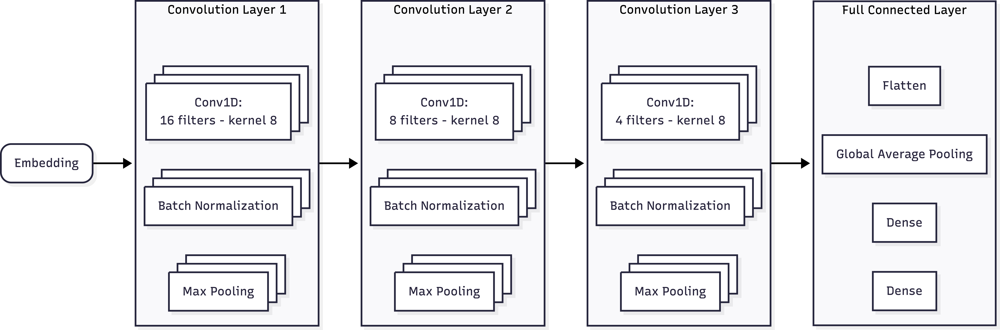 Embedding
Convolution Layer 1
Conv1D:
16 filters - kernel 8
Batch Normalization
Max Pooling
Convolution Layer 2
Conv1D:
8 filters - kernel 8
Batch Normalization
Max Pooling
Convolution Layer 3
Conv1D:
4 filters - kernel 8
Batch Normalization
Max Pooling
Full Connected Layer
Flatten
Global Average Pooling
Dense
Dense